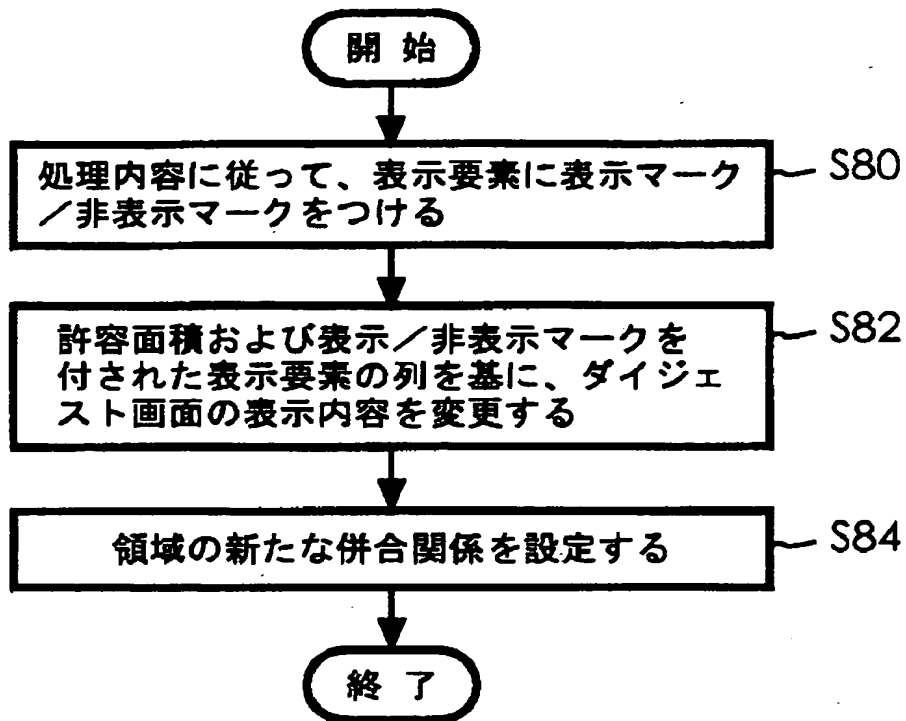 開始
処理内容に従って、表示要素に表示マーク
／非表示マークをつける
S80
許容面積および表示／非表示マークを
付された表示要素の列を基に、ダイジェ
スト画面の表示内容を変更する
S82
領域の新たな併合関係を設定する
S84
終了